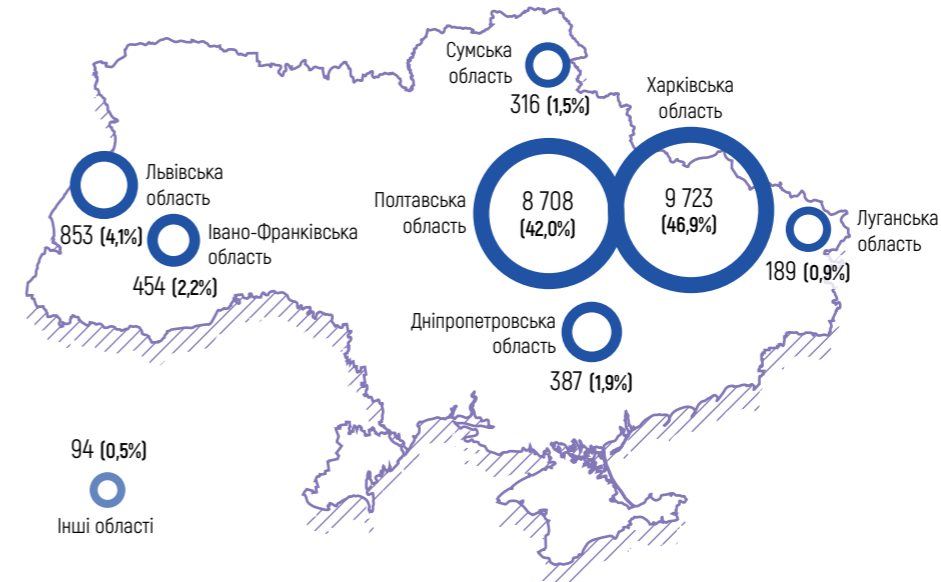 Сумська
область
316 (1,5%)
Харківська
область
9 723
(46,9%)
Полтавська
область
8 708
(42,0%)
Львівська
область
853 (4,1%)
Івано-Франківська
область
454 (2,2%)
Луганська
область
189 (0,9%)
Дніпропетровська
область
387 (1,9%)
94 (0,5%)
Інші області